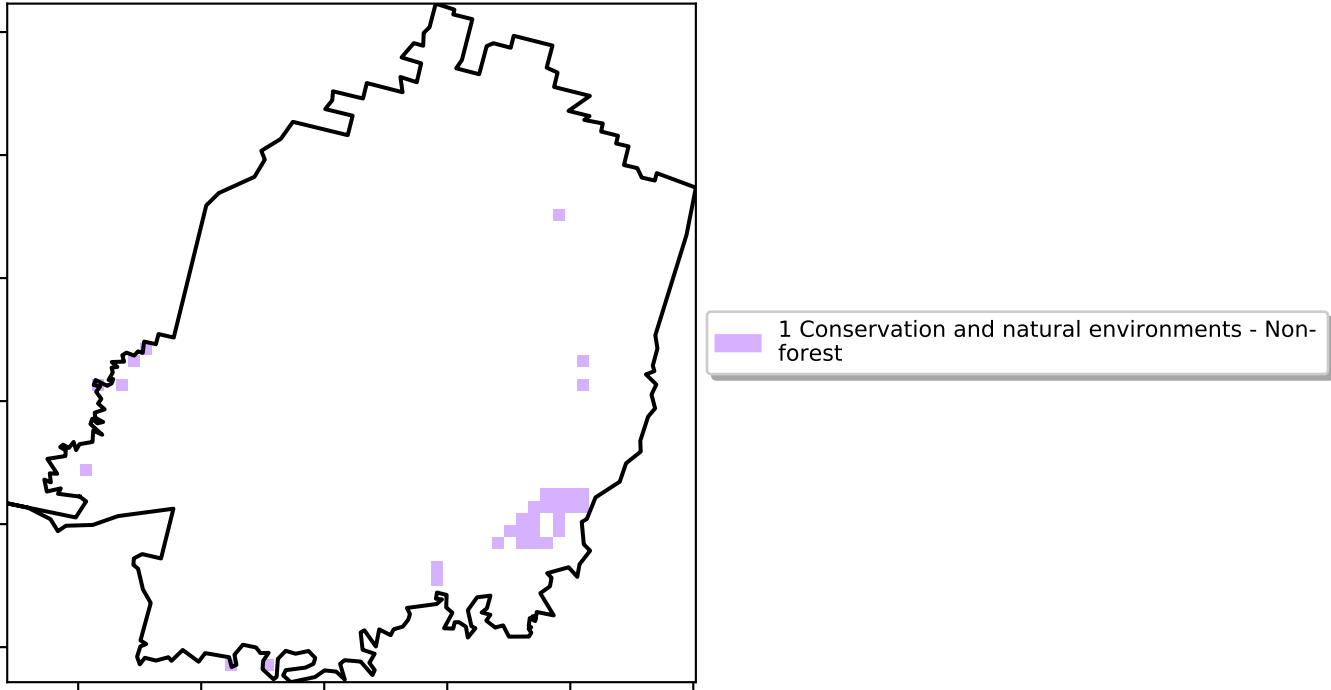 1 Conservation and natural environments - Non-
forest